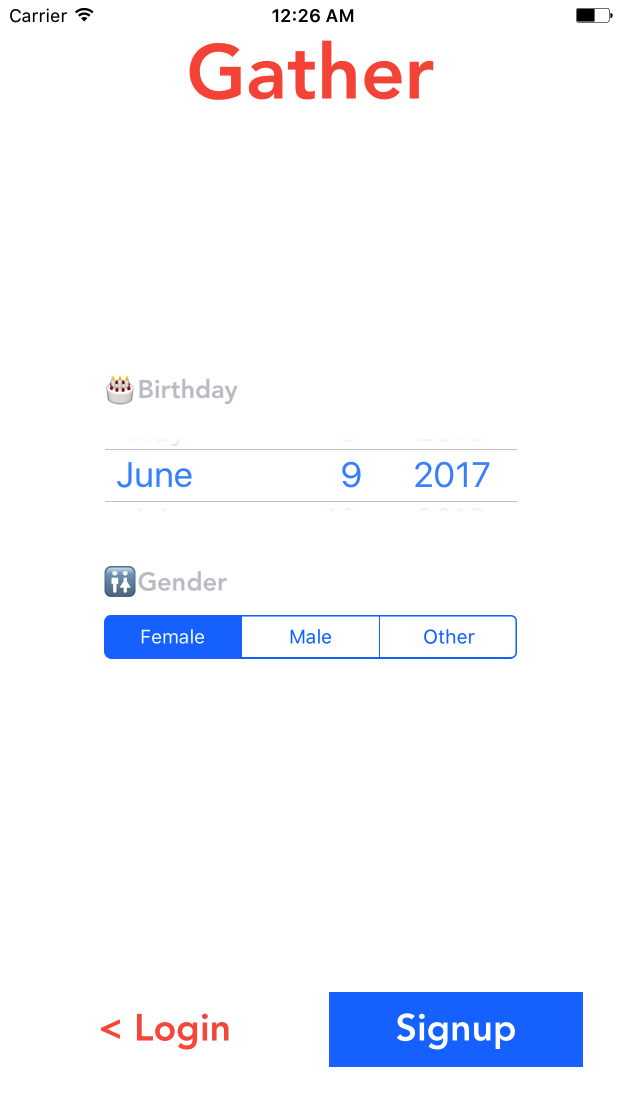 Carrier 12:26 AM
Gather
Birthday
June 9 2017
Gender
Female Male Other
< Login Signup